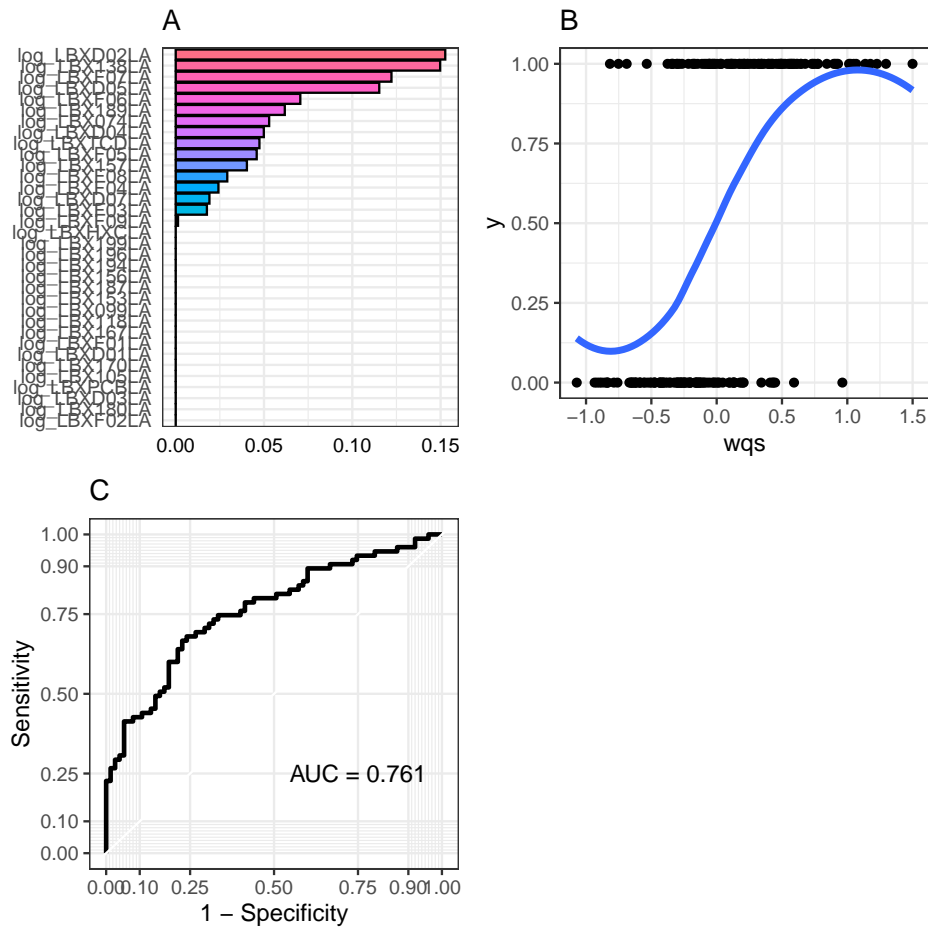 A
log_LBXD02LA
log_LBX138LA
log_LBXF07LA
log_LBXD05LA
log_LBXF06LA
log_LBX189LA
log_LBX074LA
log_LBXD04LA
log_LBXTCDLA
log_LBXF05LA
log_LBX157LA
log_LBXF08LA
log_LBXF04LA
log_LBXD07LA
log_LBXF03LA
log_LBXF09LA
log_LBXHXCLA
log_LBX199LA
log_LBX196LA
log_LBX194LA
log_LBX156LA
log_LBX187LA
log_LBX153LA
log_LBX099LA
log_LBX118LA
log_LBX167LA
log_LBXF01LA
log_LBXD01LA
log_LBX170LA
log_LBX105LA
log_LBXPCBLA
log_LBXD03LA
log_LBX180LA
log_LBXF02LA
0.00 0.05 0.10 0.15
B
1.00
0.75
0.50
0.25
0.00
y
−1.0 −0.5 0.0 0.5 1.0 1.5
wqs
C
1.00
0.90
0.75
0.50
0.25
0.10
0.00
Sensitivity
AUC = 0.761
0.00 0.10 0.25 0.50 0.75 0.90 1.00
1 − Specificity